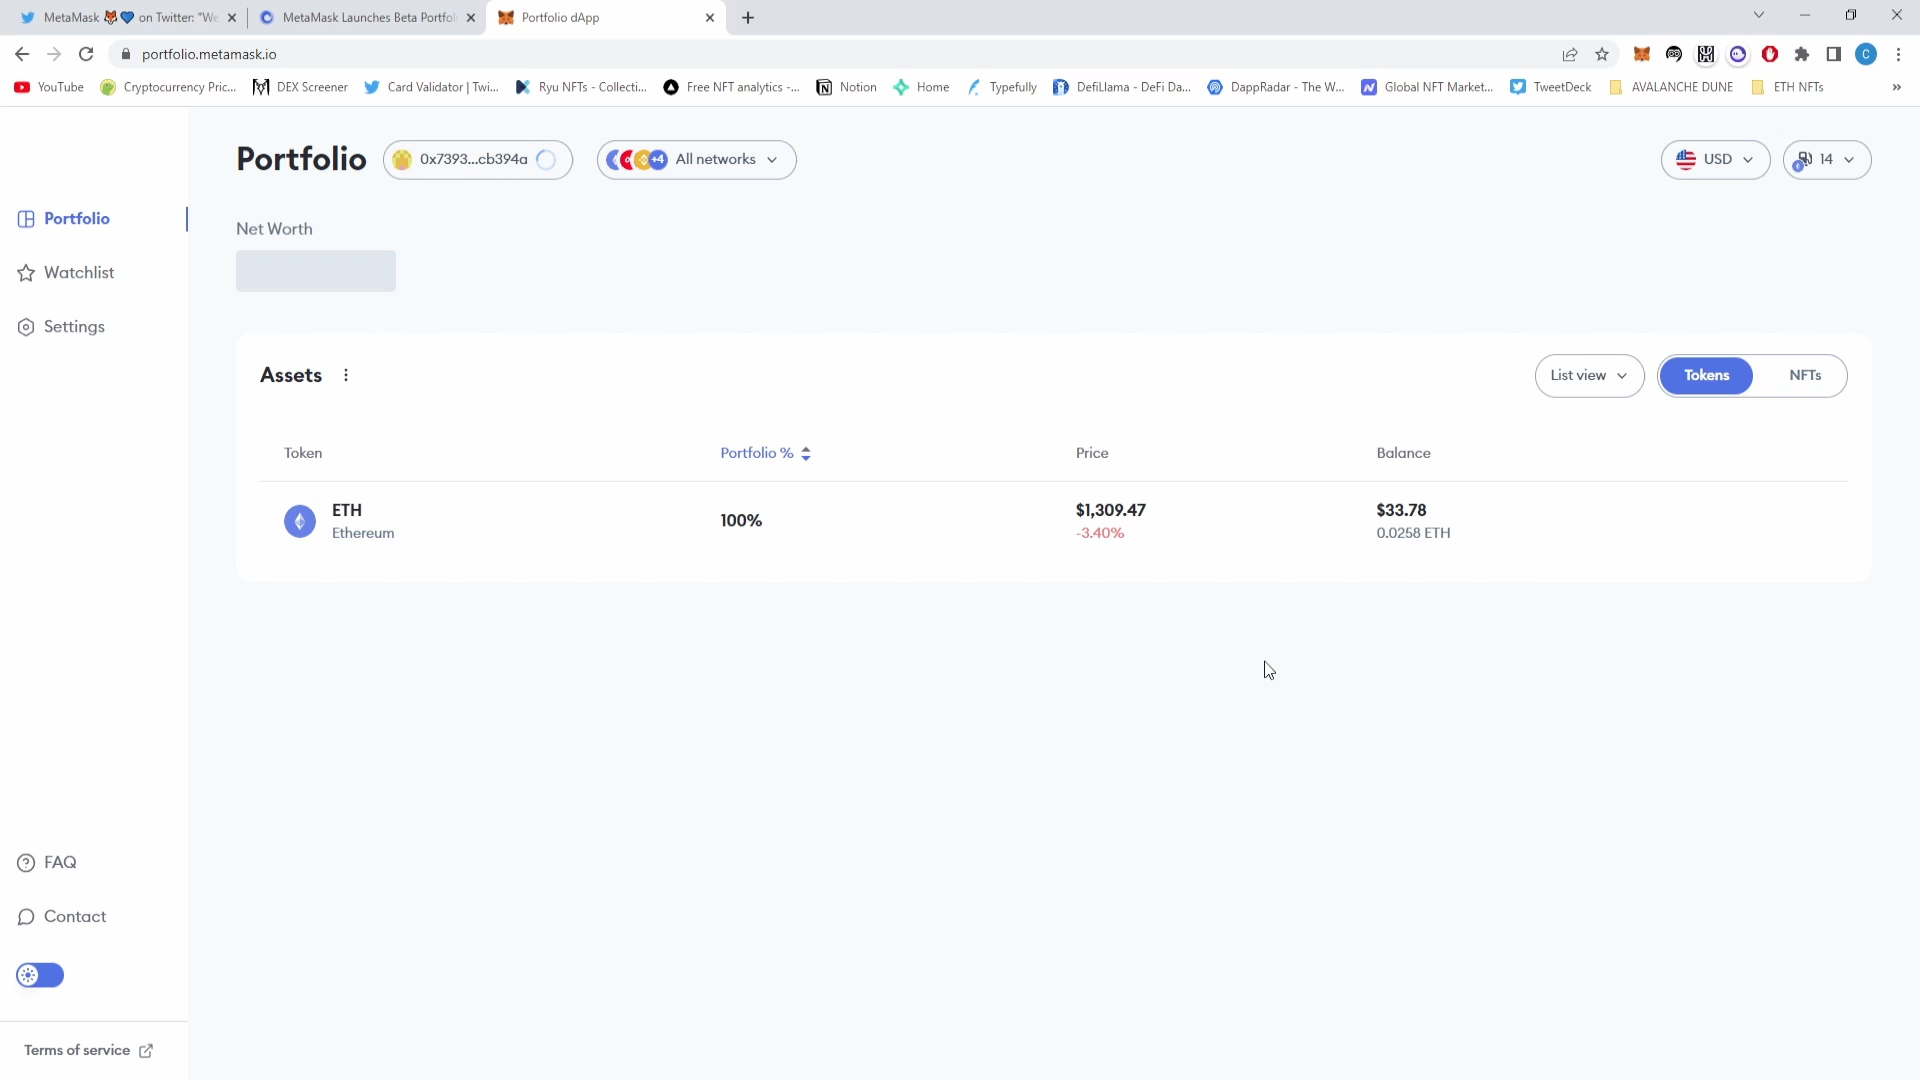 MetaMask 🦊💙 on Twitter: "We
MetaMask Launches Beta Portfoli
Portfolio dApp
portfolio.metamask.io
C
YouTube
Cryptocurrency Pric...
DEX Screener
Card Validator | Twi...
Ryu NFTs - Collecti...
Free NFT analytics -...
Notion
Home
Typefully
DefiLlama - DeFi Da...
DappRadar - The W...
Global NFT Market...
TweetDeck
AVALANCHE DUNE
ETH NFTs
»
Portfolio
0x7393...cb394a
+4 All networks
USD
14
Portfolio
Watchlist
Settings
Net Worth
Assets
List view
Tokens
NFTs
Token
Portfolio %
Price
Balance
ETH
Ethereum
100%
$1,309.47
-3.40%
$33.78
0.0258 ETH
FAQ
Contact
Terms of service